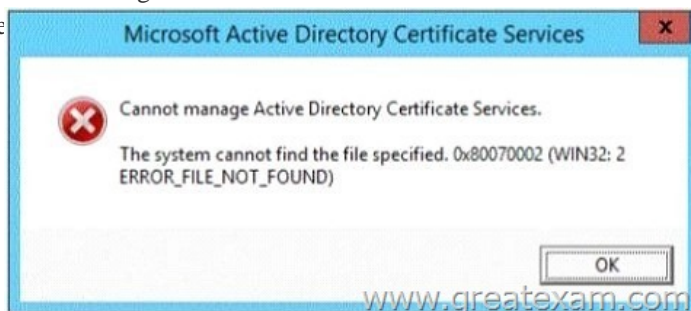 Microsoft Active Directory Certificate Services
x
Cannot manage Active Directory Certificate Services.
The system cannot find the file specified. 0x80070002 (WIN32: 2
ERROR_FILE_NOT_FOUND)
OK
www.greatexam.com